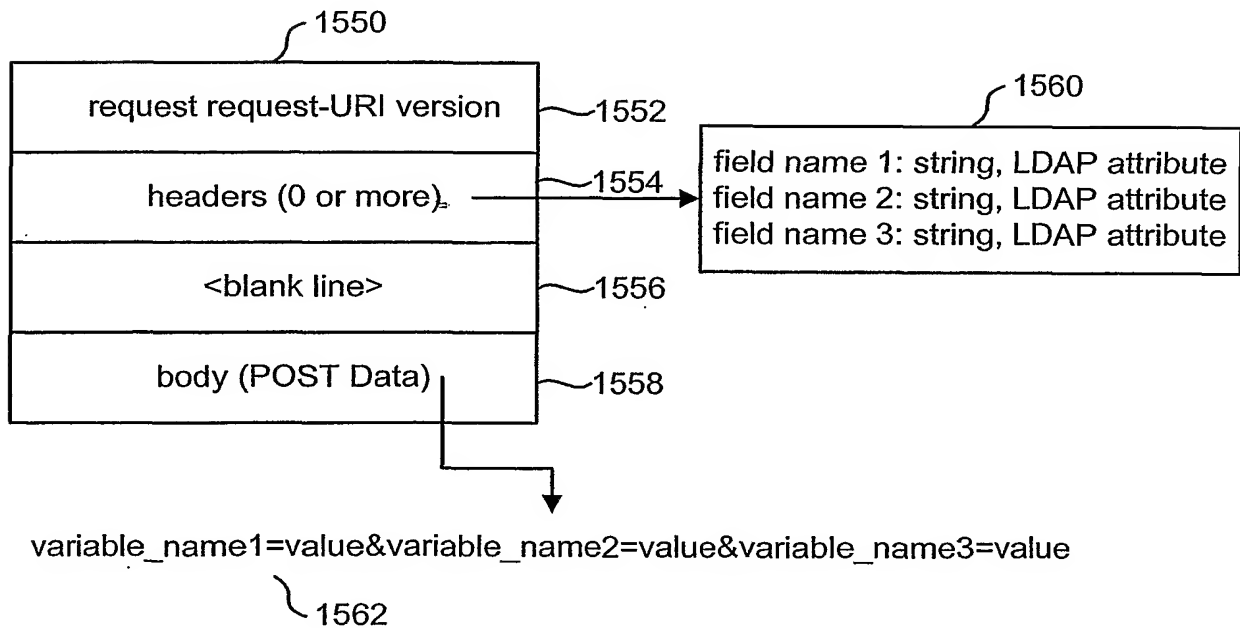 1550
request request-URI version
1552
1560
headers (0 or more)
1554
field name 1: string, LDAP attribute
field name 2: string, LDAP attribute
field name 3: string, LDAP attribute
<blank line>
1556
body (POST Data)
1558
variable_name1=value&variable_name2=value&variable_name3=value
1562